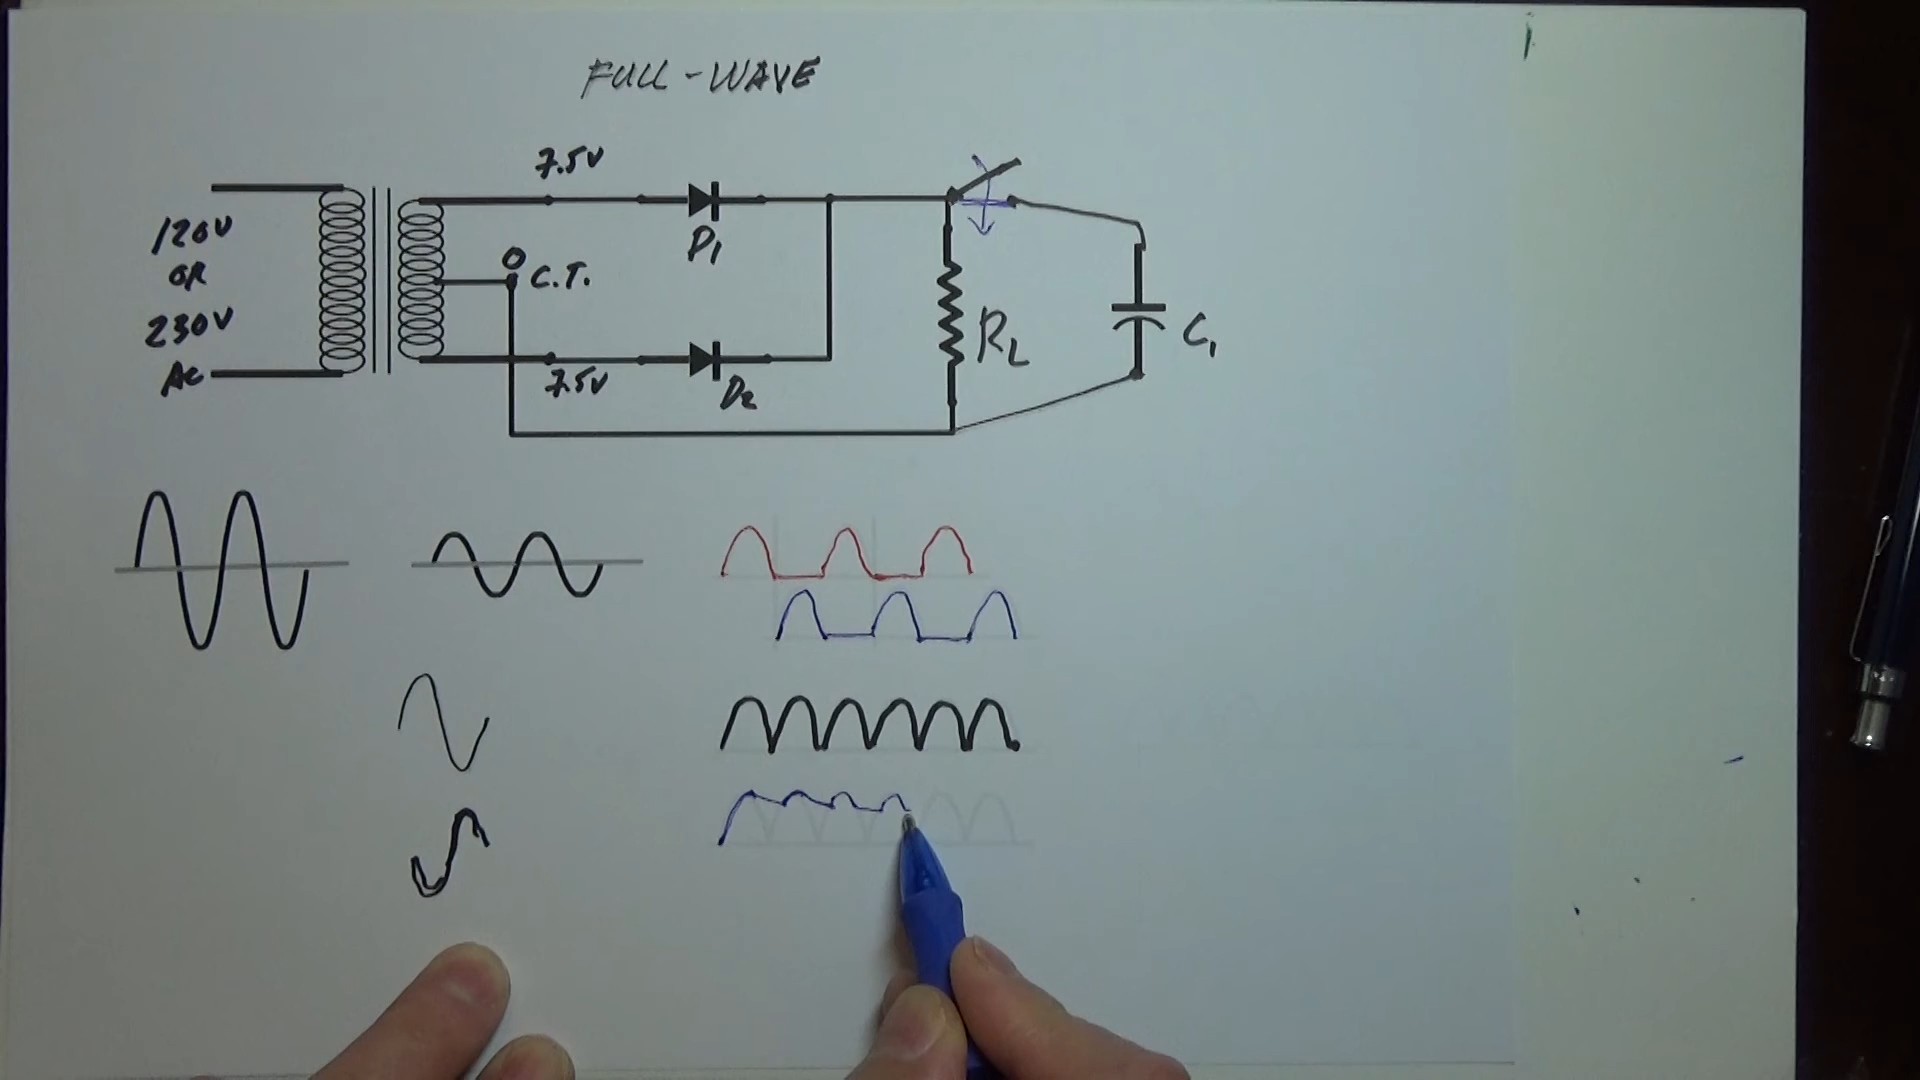 FULL-WAVE
7.5V
120V
OR
230V
AC
O
C.T.
D1
7.5V
D2
RL
C1